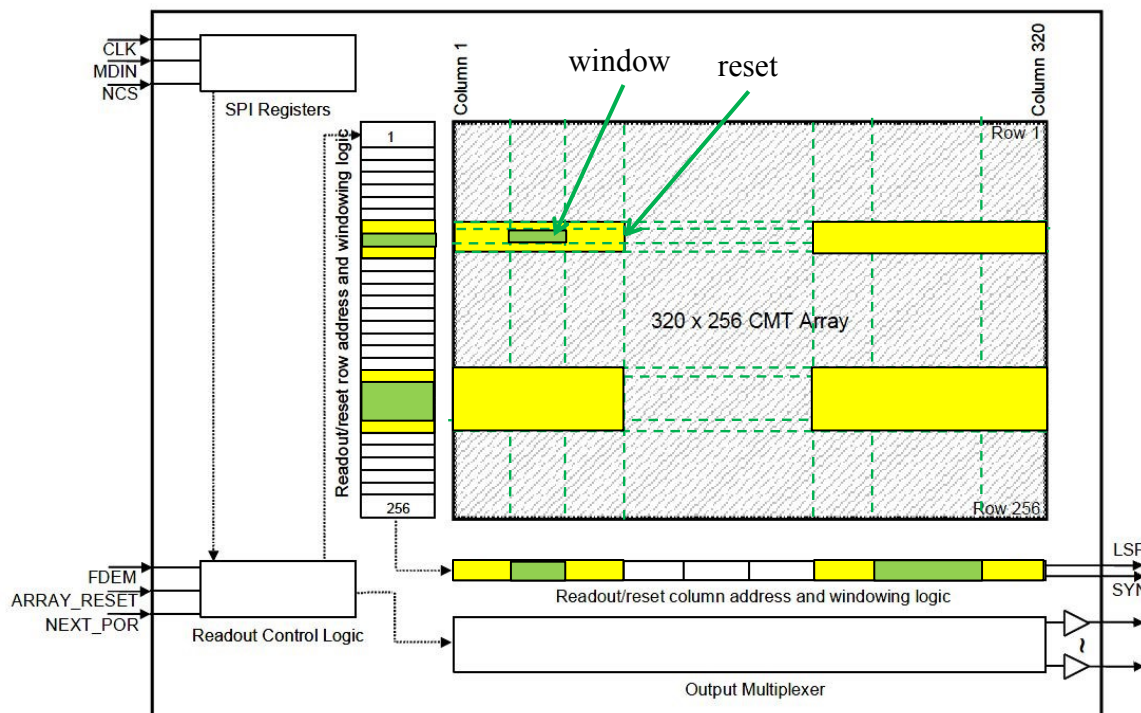 CLK
MDIN
NCS
SPI Registers
window
reset
Column 1
Column 320
Row 1
1
Readout/reset row address and windowing logic
320 x 256 CMT Array
256
Row 256
FDEM
ARRAY_RESET
NEXT_POR
Readout Control Logic
LSP
SYN
Readout/reset column address and windowing logic
Output Multiplexer
~